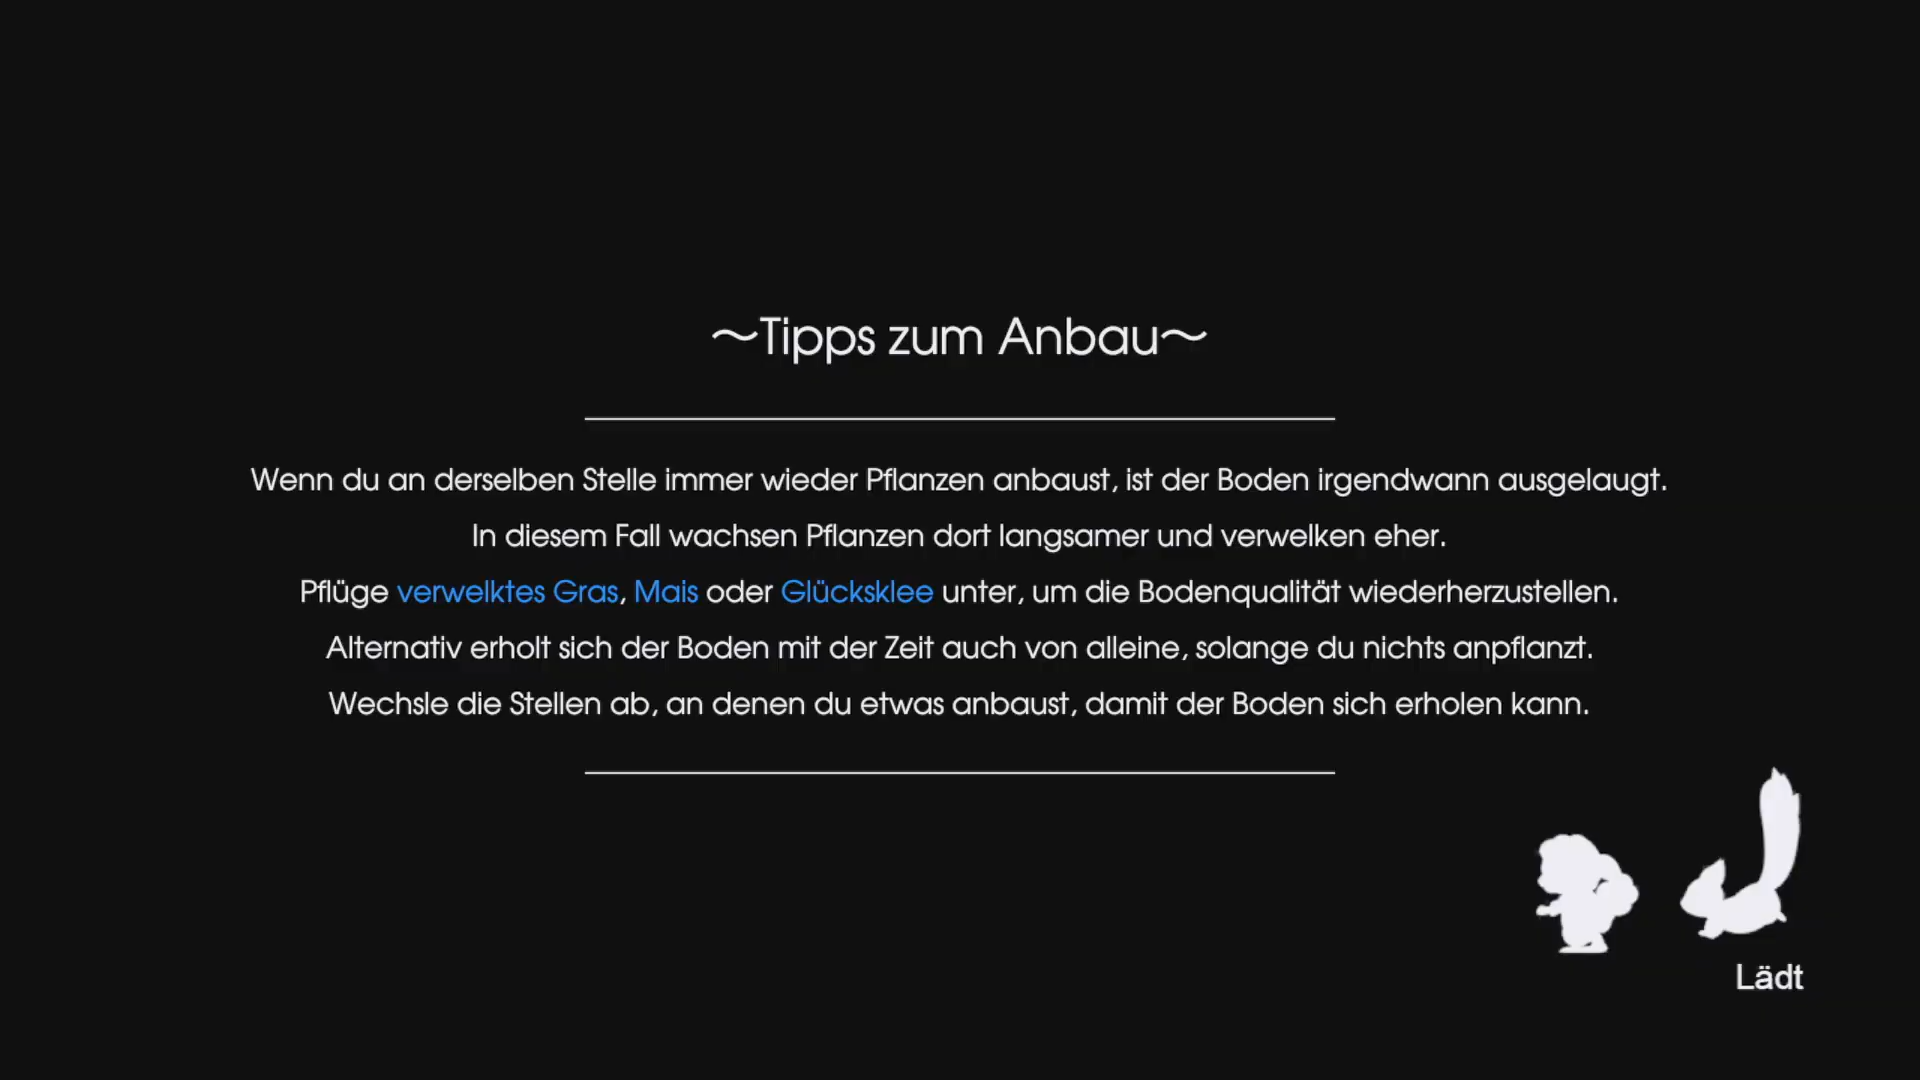 ～Tipps zum Anbau～
Wenn du an derselben Stelle immer wieder Pflanzen anbaust, ist der Boden irgendwann ausgelaugt.
In diesem Fall wachsen Pflanzen dort langsamer und verwelken eher.
Pflüge verwelktes Gras, Mais oder Glücksklee unter, um die Bodenqualität wiederherzustellen.
Alternativ erholt sich der Boden mit der Zeit auch von alleine, solange du nichts anpflanzt.
Wechsle die Stellen ab, an denen du etwas anbaust, damit der Boden sich erholen kann.
Lädt